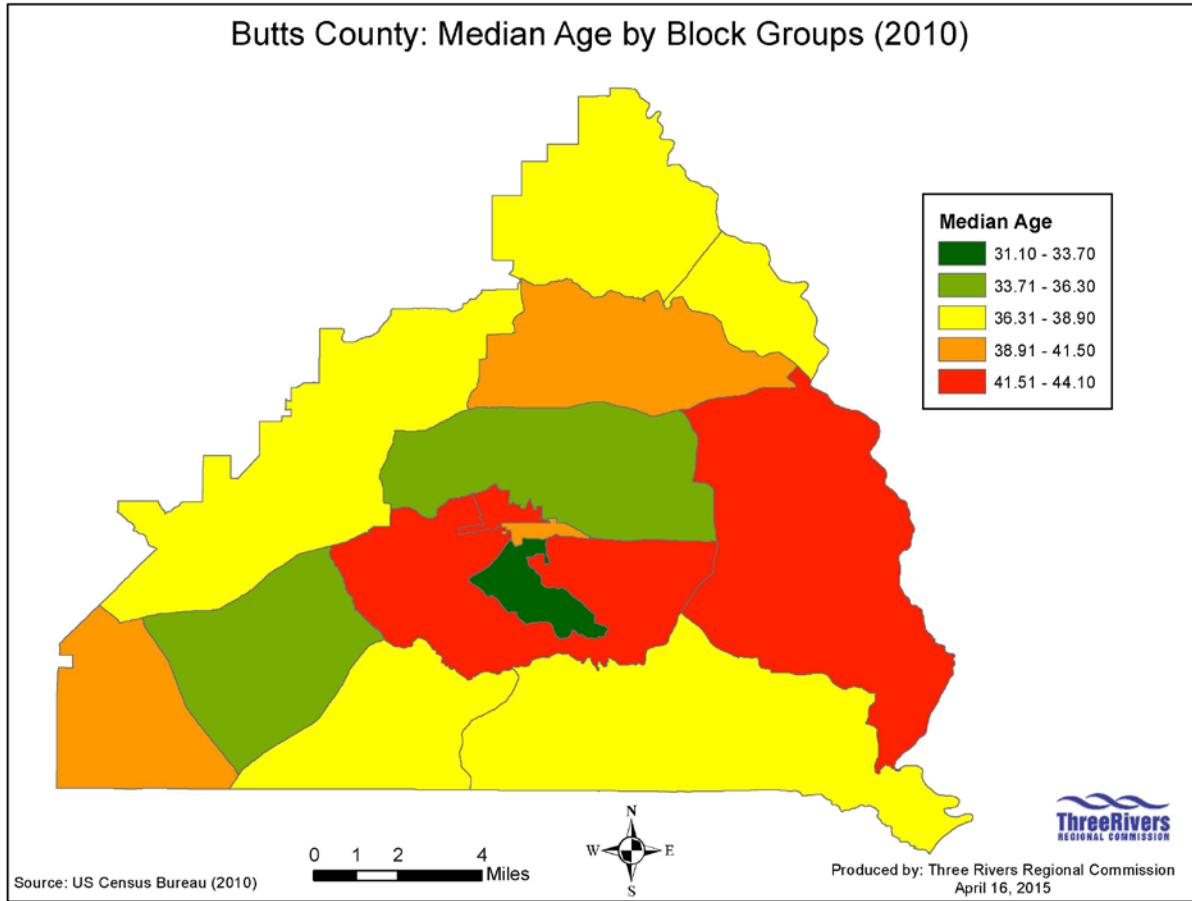 Butts County: Median Age by Block Groups (2010)
Median Age
31.10 - 33.70
33.71 - 36.30
36.31 - 38.90
38.91 - 41.50
41.51 - 44.10
N
W E
S
0 1 2 4
Miles
ThreeRivers
REGIONAL COMMISSION
Source: US Census Bureau (2010)
Produced by: Three Rivers Regional Commission
April 16, 2015